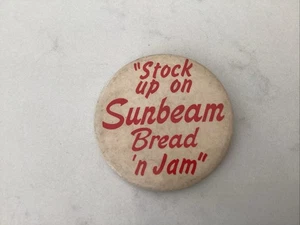 "Stock
up on
Sunbeam
Bread
'n Jam"